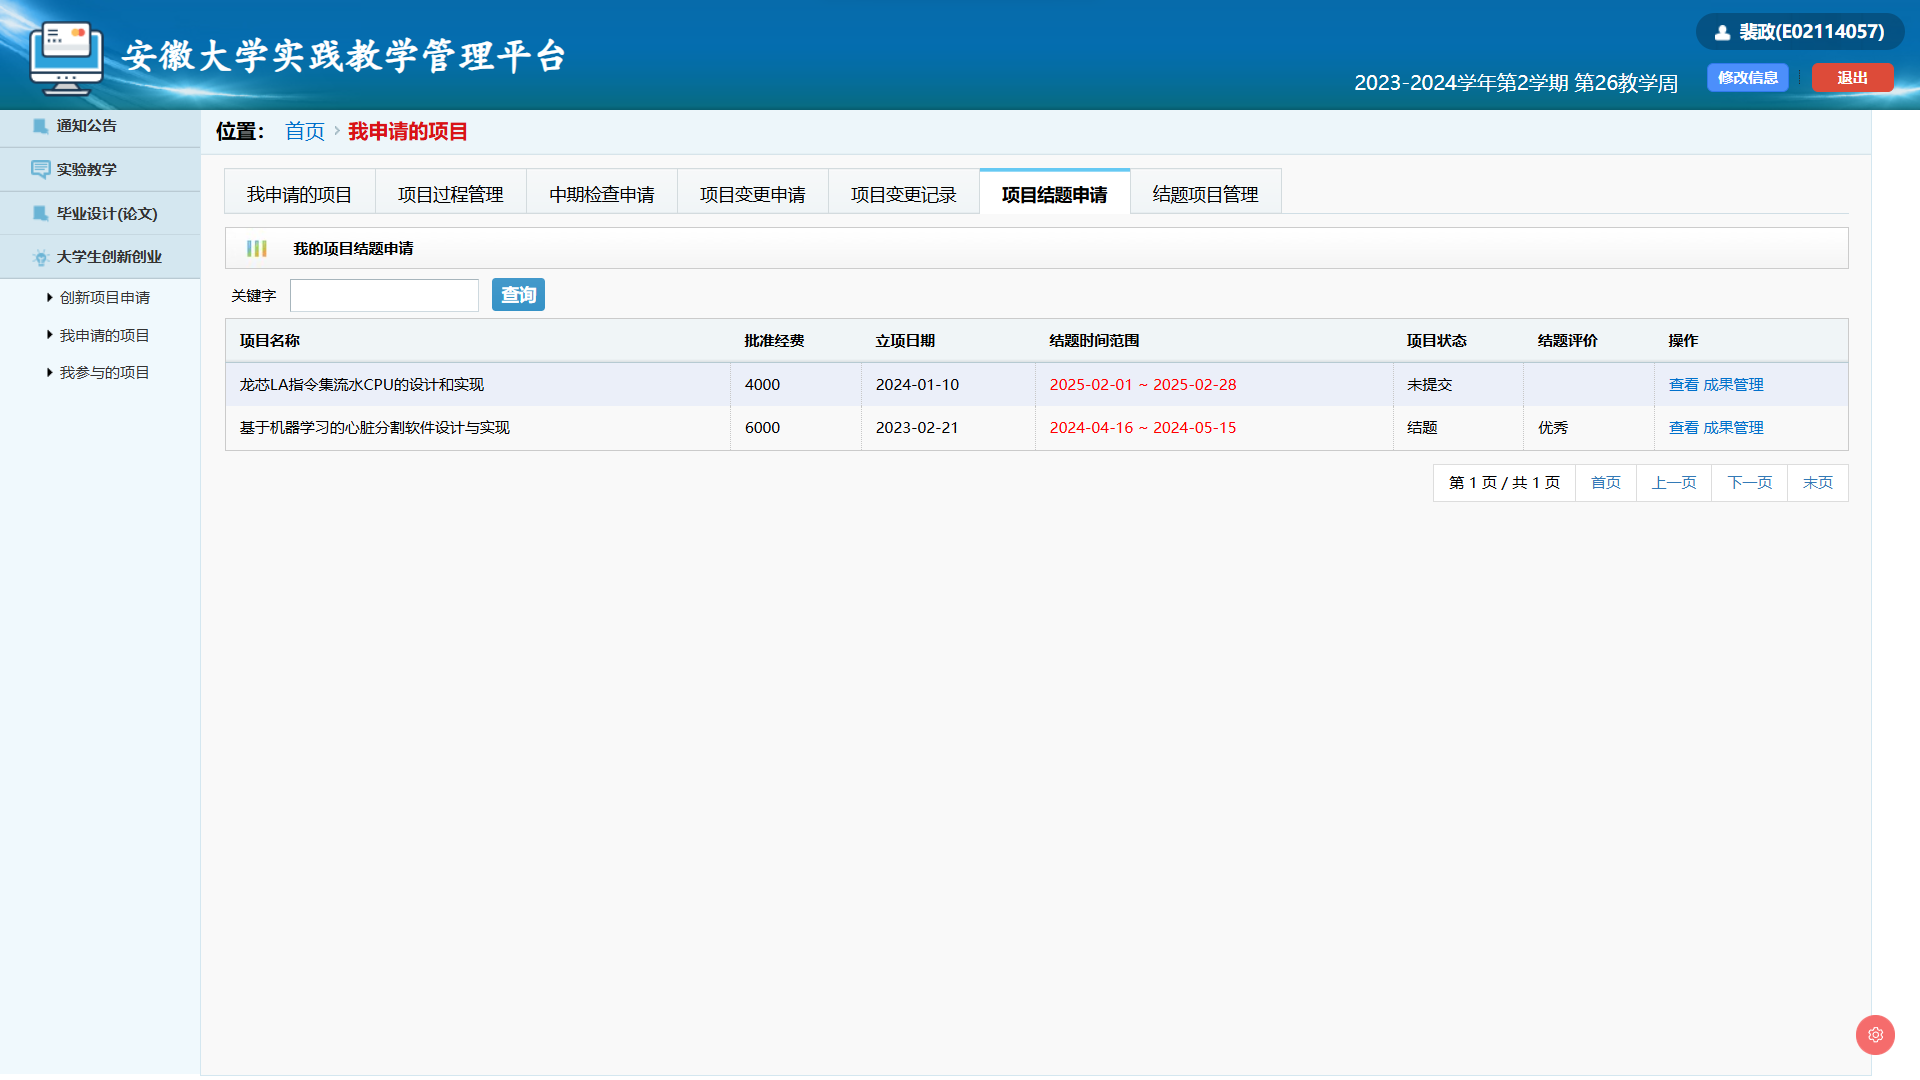 安徽大学实践教学管理平台
裴政(E02114057)
2023-2024学年第2学期 第26教学周
修改信息
退出
通知公告
实验教学
毕业设计(论文)
大学生创新创业
创新项目申请
我申请的项目
我参与的项目
位置： 首页 › 我申请的项目
我申请的项目 项目过程管理 中期检查申请 项目变更申请 项目变更记录 项目结题申请 结题项目管理
我的项目结题申请
关键字 查询
项目名称 批准经费 立项日期 结题时间范围 项目状态 结题评价 操作
龙芯LA指令集流水CPU的设计和实现 4000 2024-01-10 2025-02-01 ~ 2025-02-28 未提交 查看 成果管理
基于机器学习的心脏分割软件设计与实现 6000 2023-02-21 2024-04-16 ~ 2024-05-15 结题 优秀 查看 成果管理
第 1 页 / 共 1 页 首页 上一页 下一页 末页